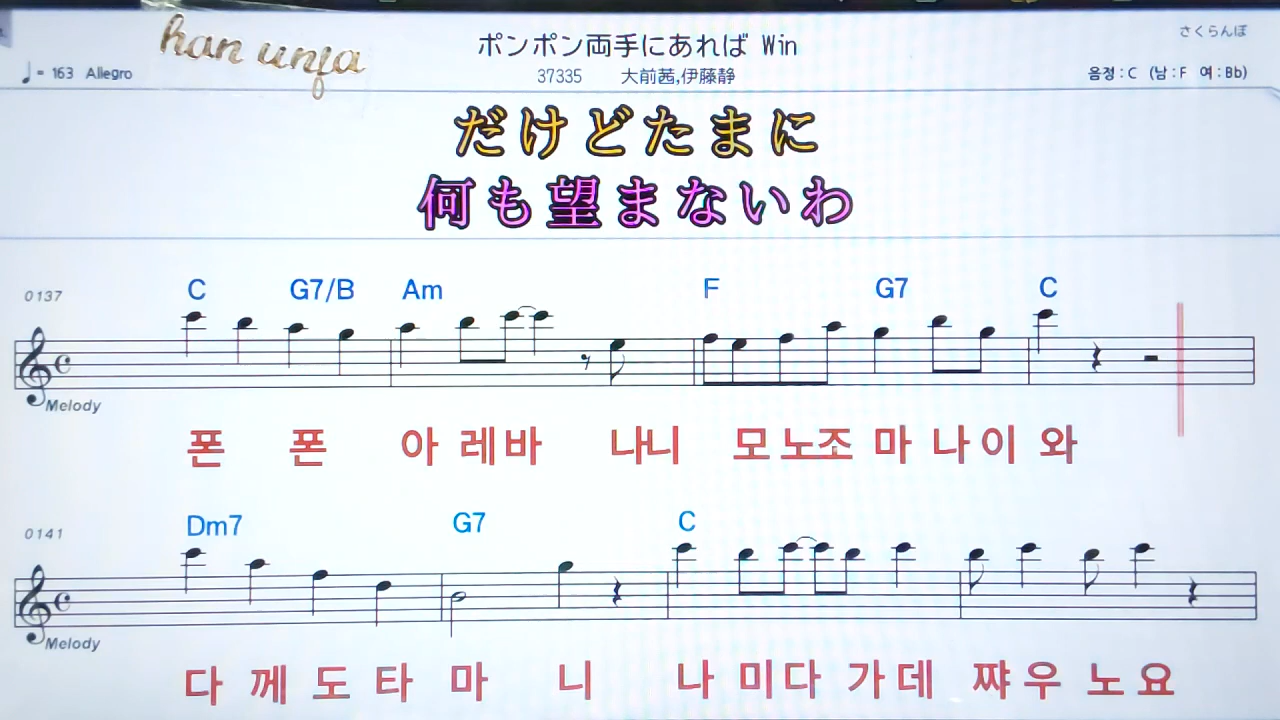 han unja
ポンポン両手にあれば Win
さくらんぼ
♩= 163 Allegro
37335 大前茜,伊藤静
음정 : C (남 : F 여 : Bb)
だけどたまに
何も望まないわ
C G7/B Am F G7 C
0137
Melody
폰 폰 아 레바 나니 모 노조 마 나이 와
Dm7 G7 C
0141
Melody
다 께 도 타 마 니 나 미다 가데 쨔우 노요